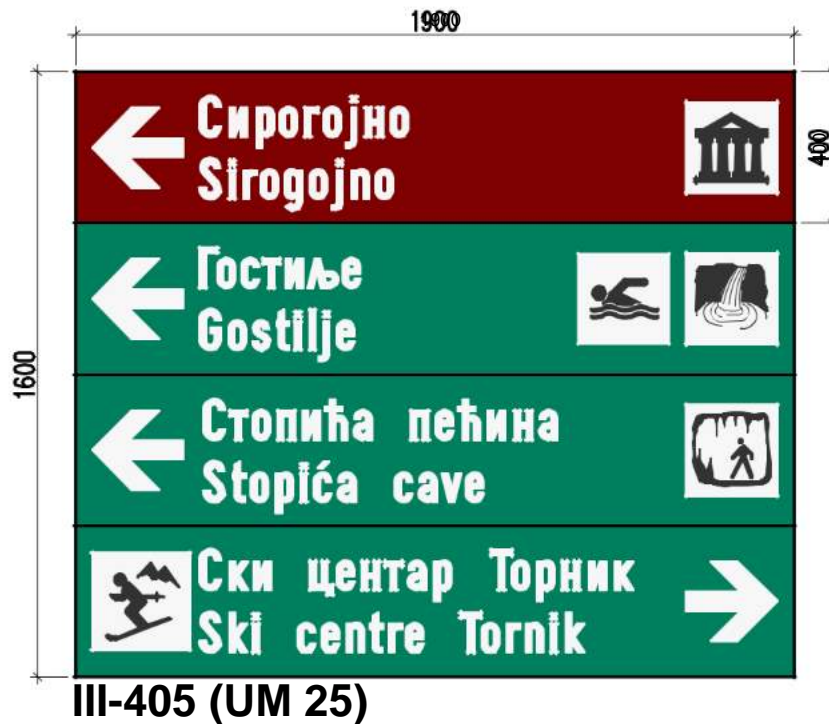 1900
Сирогојно
Sirogojno
400
Гостиље
Gostilje
1600
Стопића пећина
Stopića cave
Ски центар Торник
Ski centre Tornik
III-405 (UM 25)